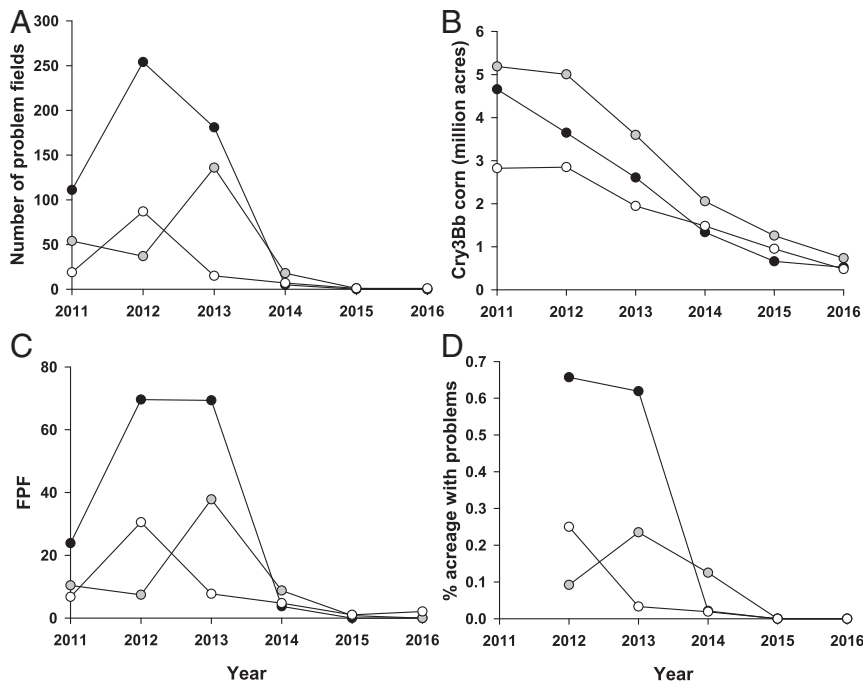 A
Number of problem fields
300
250
200
150
100
50
0
2011 2012 2013 2014 2015 2016
B
Cry3Bb corn (million acres)
6
5
4
3
2
1
0
2011 2012 2013 2014 2015 2016
C
FPF
80
60
40
20
0
2011 2012 2013 2014 2015 2016
Year
D
% acreage with problems
0.7
0.6
0.5
0.4
0.3
0.2
0.1
0.0
2011 2012 2013 2014 2015 2016
Year